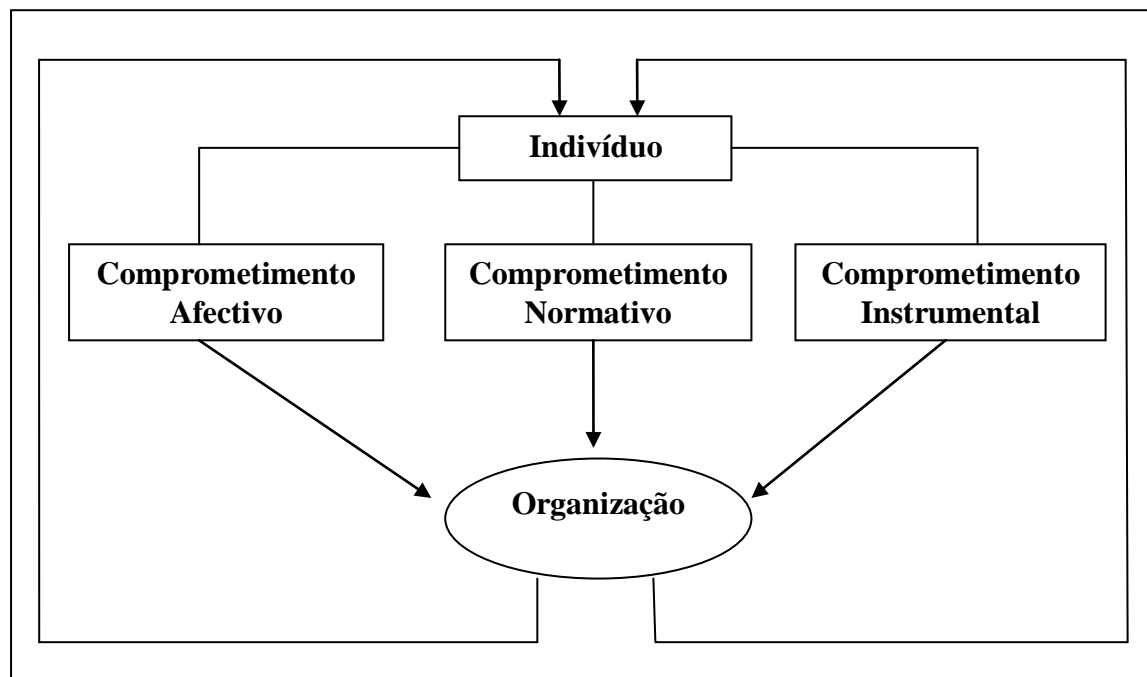 Indivíduo
Comprometimento
Afectivo
Comprometimento
Normativo
Comprometimento
Instrumental
Organização